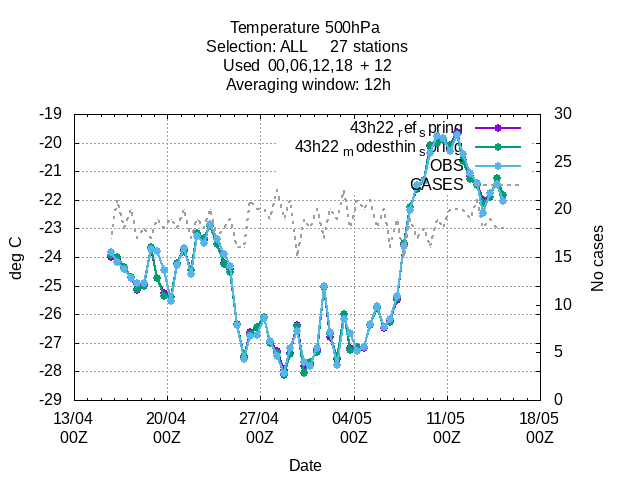 Temperature 500hPa
Selection: ALL 27 stations
Used 00,06,12,18 + 12
Averaging window: 12h
-19
-20
-21
-22
-23
-24
-25
-26
-27
-28
-29
30
25
20
15
10
5
0
43h22_ref_spring
43h22_modesthin_spring
OBS
CASES
deg C
No cases
13/04 00Z
20/04 00Z
27/04 00Z
04/05 00Z
11/05 00Z
18/05 00Z
Date